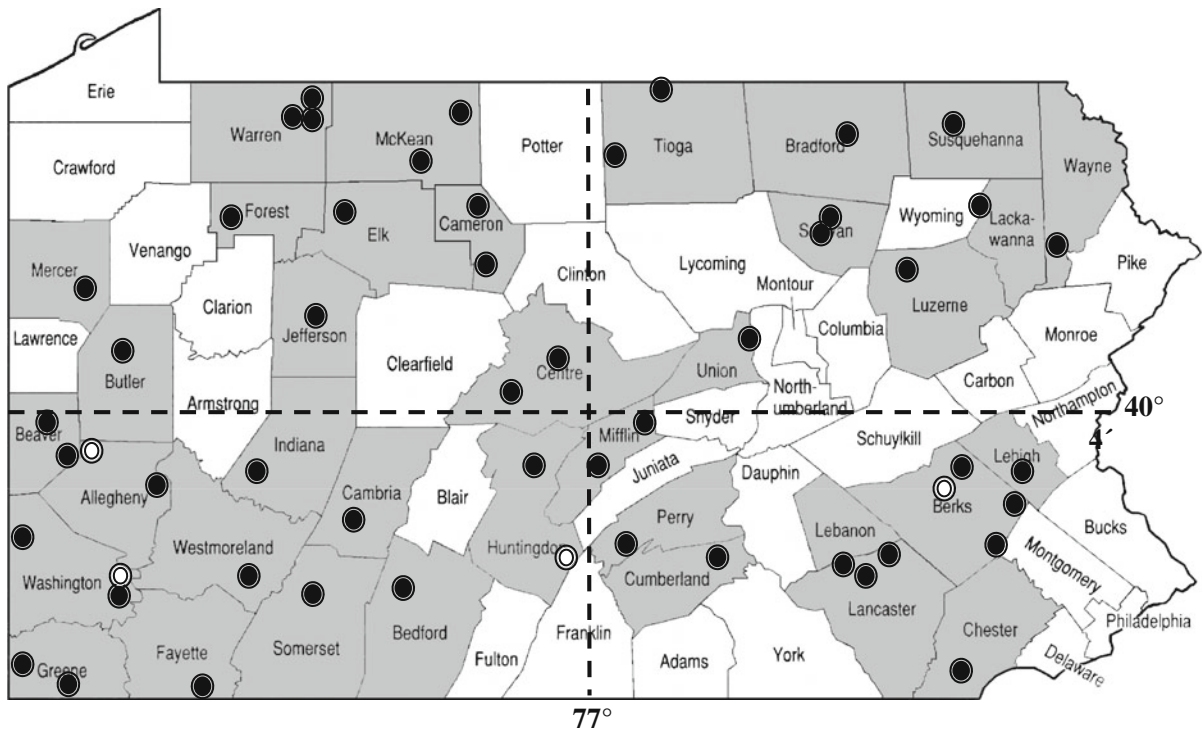 Erie
Warren
McKean
Potter
Tioga
Bradford
Susquehanna
Wayne
Crawford
Forest
Elk
Cameron
Wyoming
Lacka-
wanna
Venango
Mercer
Clarion
Clinton
Lycoming
Sullivan
Pike
Montour
Luzerne
Lawrence
Jefferson
Clearfield
Columbia
Monroe
Butler
Centre
Union
Carbon
Armstrong
North-
umberland
Northampton
40°
4´
Beaver
Indiana
Mifflin
Snyder
Schuylkill
Juniata
Lehigh
Allegheny
Cambria
Blair
Dauphin
Berks
Perry
Lebanon
Bucks
Westmoreland
Huntingdon
Montgomery
Washington
Cumberland
Lancaster
Philadelphia
Somerset
Bedford
Fulton
Franklin
Adams
York
Chester
Delaware
Fayette
Greene
77°